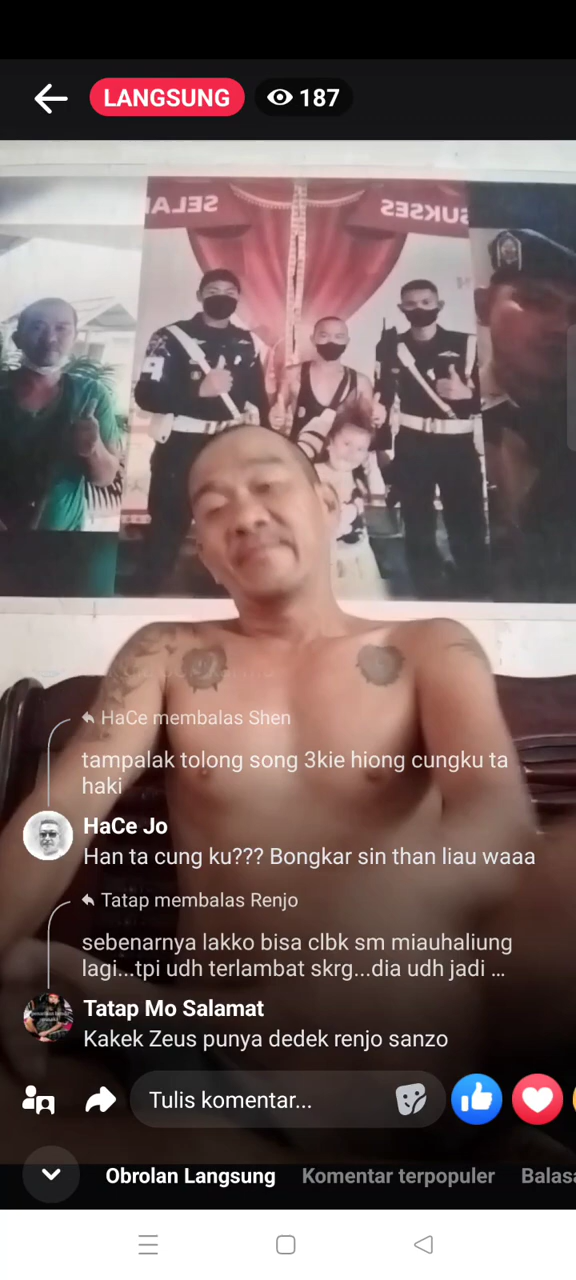 LANGSUNG
187
SELA
SUKSES
HaCe membalas Shen
tampalak tolong song 3kie hiong cungku ta
haki
HaCe Jo
Han ta cung ku??? Bongkar sin than liau waaa
Tatap membalas Renjo
sebenarnya lakko bisa clbk sm miauhaliung
lagi...tpi udh terlambat skrg...dia udh jadi ...
Tatap Mo Salamat
Kakek Zeus punya dedek renjo sanzo
Tulis komentar...
Obrolan Langsung
Komentar terpopuler
Balasa